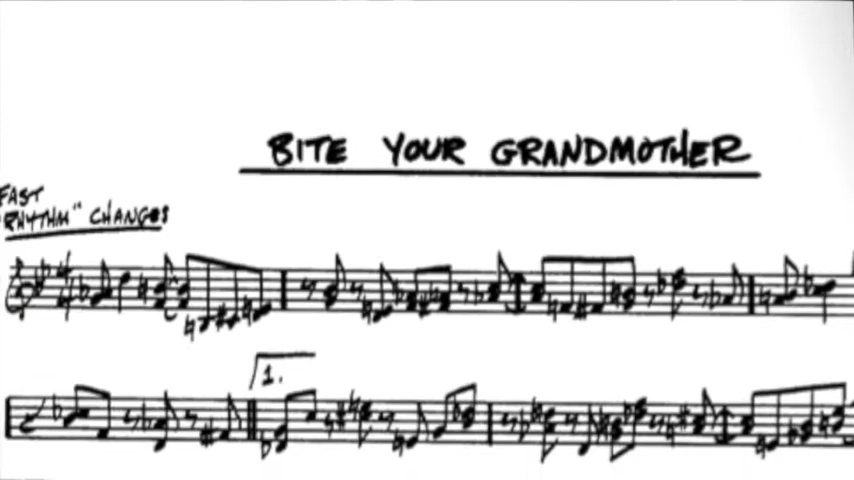 BITE YOUR GRANDMOTHER
FAST
"RHYTHM" CHANGES
1.